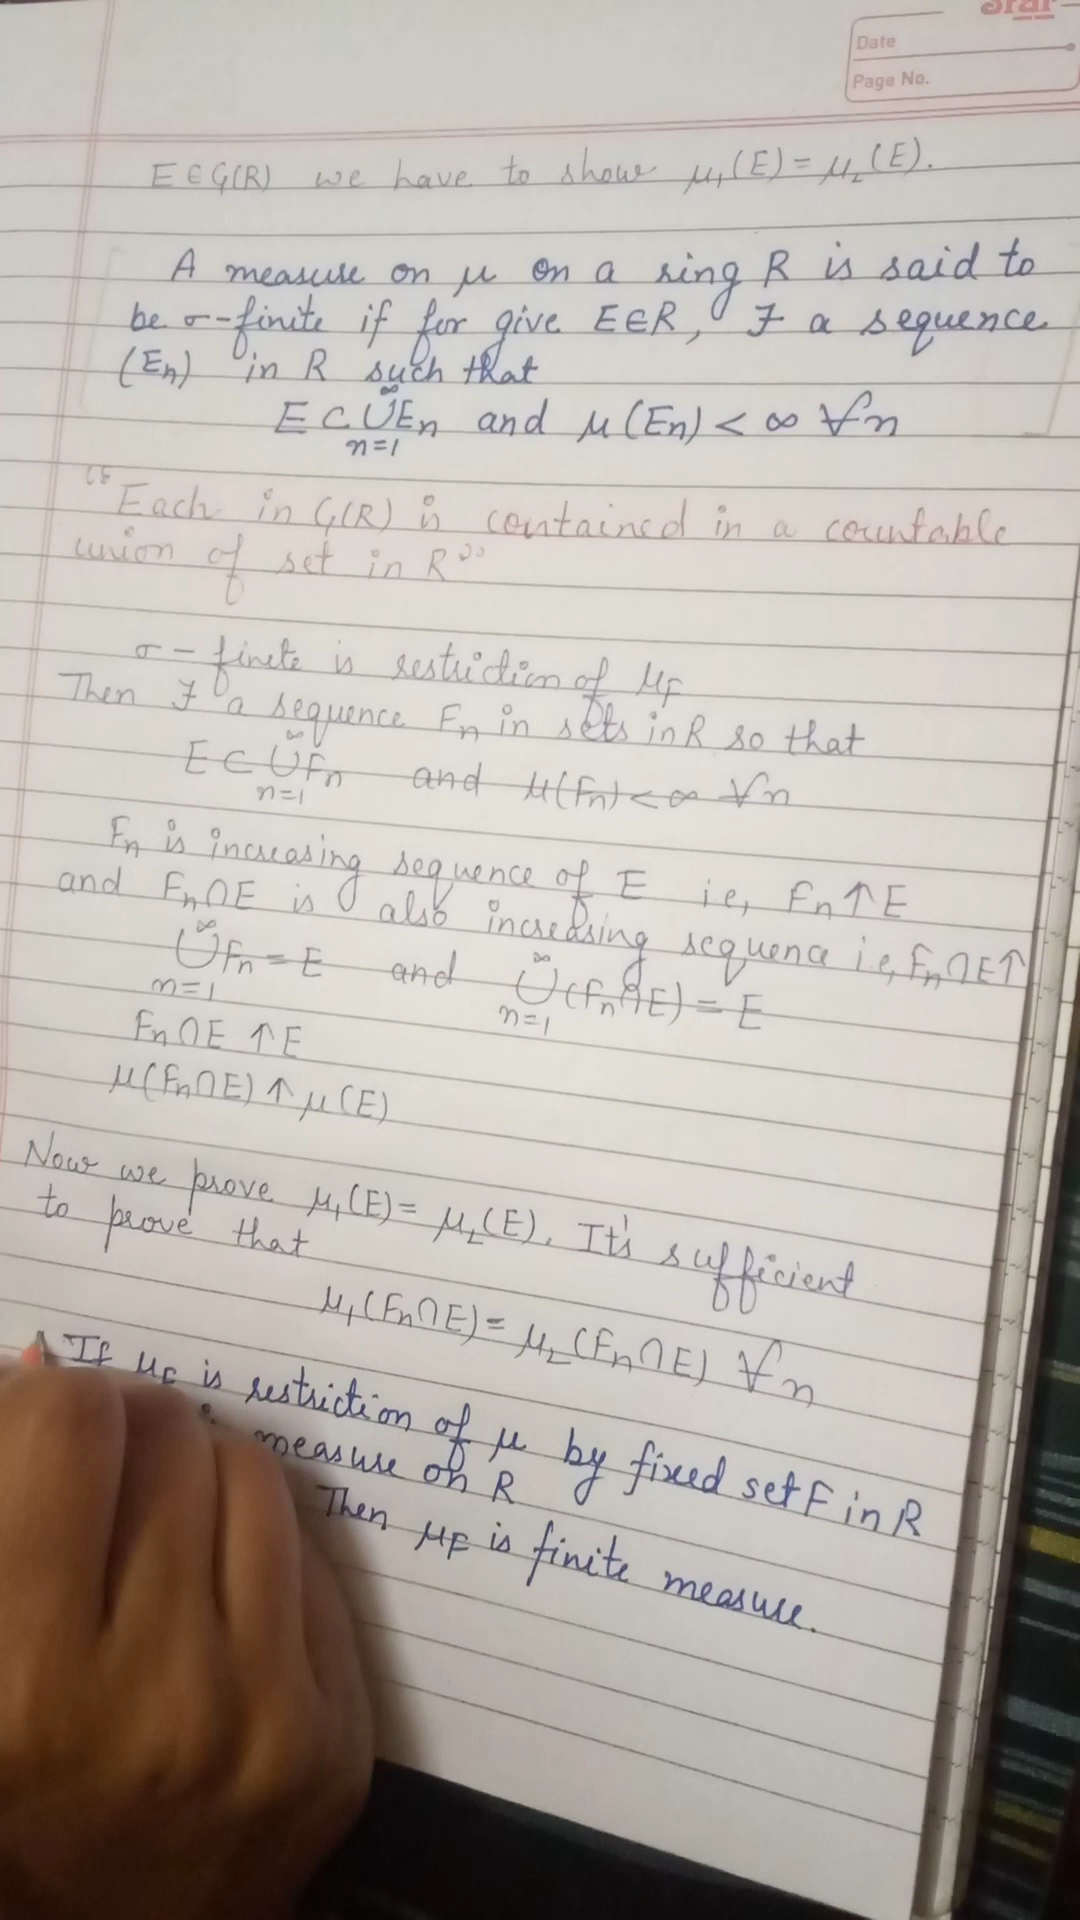 Star
Date
Page No.
E ∈ G(R) we have to show μ₁(E) = μ₂(E).
A measure on μ on a ring R is said to
be σ-finite if for give E∈R, ∃ a sequence
(En) in R such that
E ⊂ ∞∪n=1 En and μ(En) < ∞ ∀n
"Each in G(R) is contained in a countable
union of set in R"
σ-finite is restriction of μF
Then ∃ a sequence Fn in sets in R so that
E ⊂ ∞∪n=1 Fn and μ(Fn) < ∞ ∀n
Fn is increasing sequence of E ie, Fn↑E
and Fn∩E is also increasing sequence i.e, Fn∩E↑
∞∪n=1 Fn = E and ∞∪n=1 (Fn∩E) = E
Fn∩E ↑E
μ(Fn∩E)↑μ(E)
Now we prove μ₁(E) = μ₂(E). It's sufficient
to prove that
μ₁(Fn∩E) = μ₂(Fn∩E) ∀n
If μF is restriction of μ by fixed set F in R
measure on R
Then μF is finite measure.